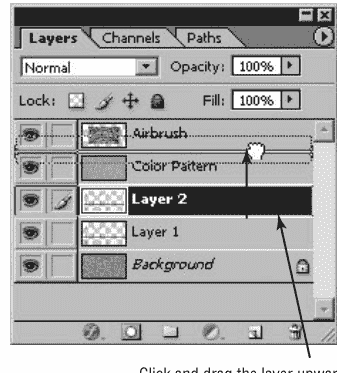 Layers Channels Paths
Normal Opacity: 100%
Lock: Fill: 100%
Airbrush
Color Pattern
Layer 2
Layer 1
Background
Click and drag the layer upwar